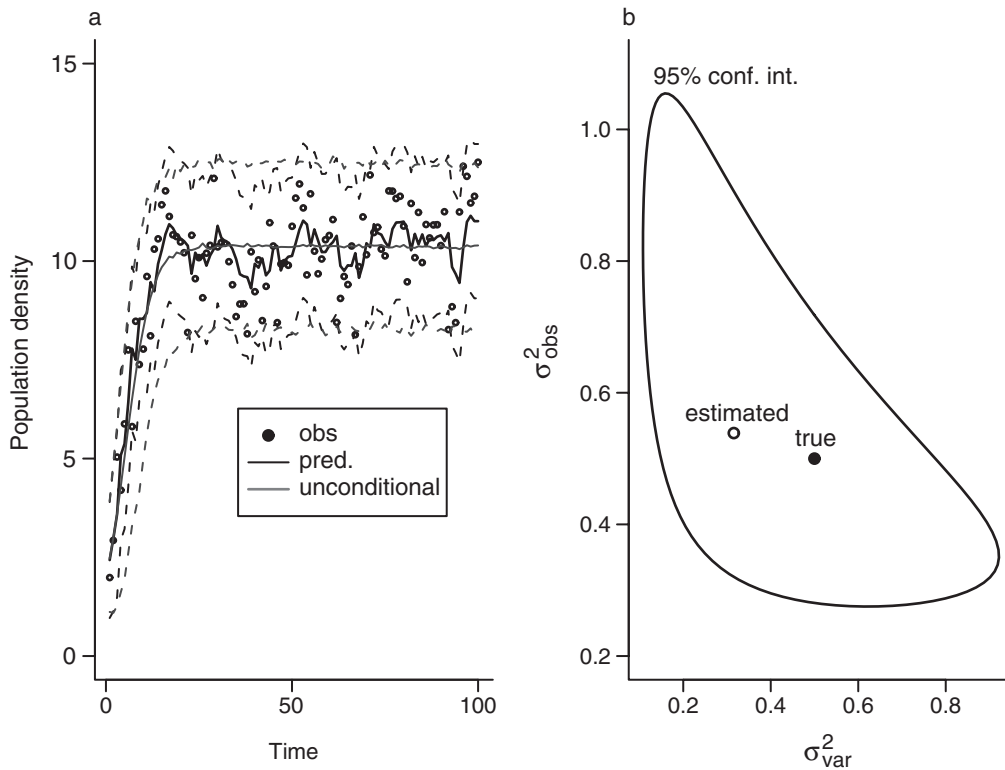 a
15
10
5
0
Population density
obs
pred.
unconditional
0
50
100
Time
b
95% conf. int.
1.0
0.8
0.6
0.4
0.2
σ²obs
estimated
true
0.2
0.4
0.6
0.8
σ²var